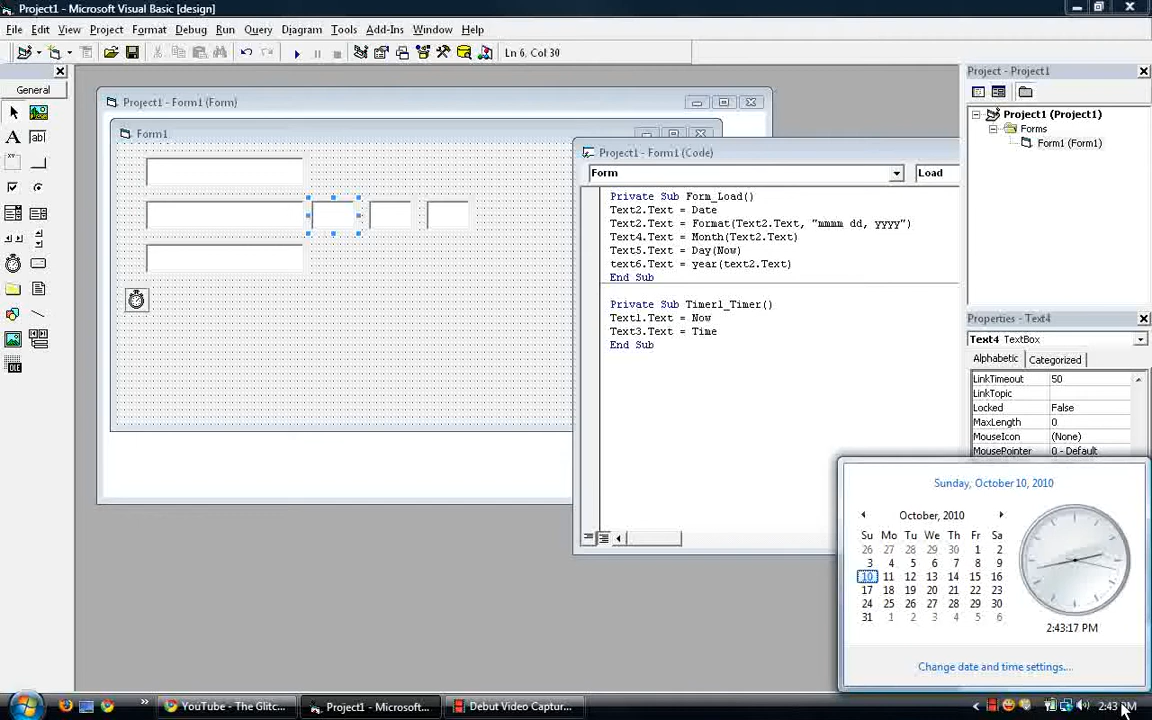 Project1 - Microsoft Visual Basic [design]
File Edit View Project Format Debug Run Query Diagram Tools Add-Ins Window Help
Ln 6, Col 30
General
A
ab|
xy
OLE
Project1 - Form1 (Form)
Form1
Project1 - Form1 (Code)
Form
Load
Private Sub Form_Load()
Text2.Text = Date
Text2.Text = Format(Text2.Text, "mmmm dd, yyyy")
Text4.Text = Month(Text2.Text)
Text5.Text = Day(Now)
text6.Text = year(text2.Text)
End Sub
Private Sub Timer1_Timer()
Text1.Text = Now
Text3.Text = Time
End Sub
Project - Project1
Project1 (Project1)
Forms
Form1 (Form1)
Properties - Text4
Text4 TextBox
Alphabetic Categorized
LinkTimeout 50
LinkTopic
Locked False
MaxLength 0
MouseIcon (None)
MousePointer 0 - Default
Sunday, October 10, 2010
October, 2010
Su Mo Tu We Th Fr Sa
26 27 28 29 30 1 2
3 4 5 6 7 8 9
10 11 12 13 14 15 16
17 18 19 20 21 22 23
24 25 26 27 28 29 30
31 1 2 3 4 5 6
2:43:17 PM
Change date and time settings...
YouTube - The Glitc...
Project1 - Microsoft...
Debut Video Captur...
2:43 PM